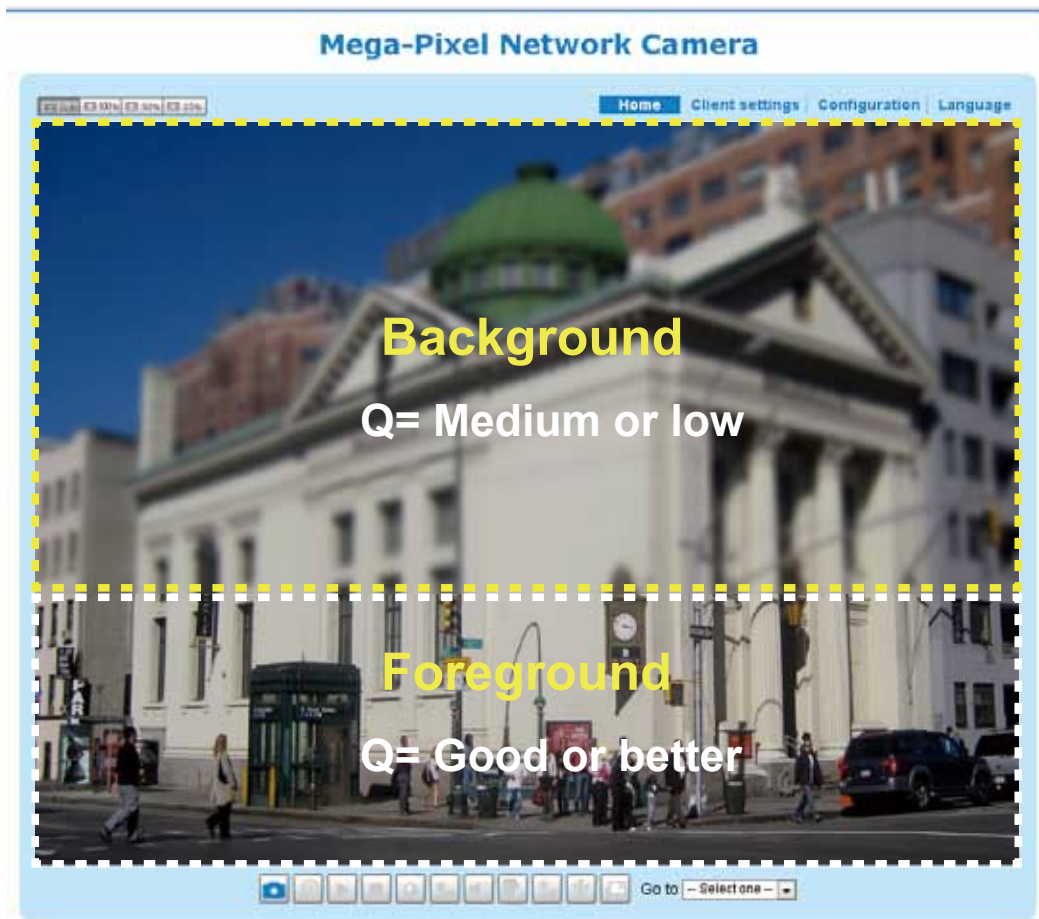 Mega-Pixel Network Camera
Home Client settings Configuration Language
Background
Q= Medium or low
Foreground
Q= Good or better
Go to -- Select one --